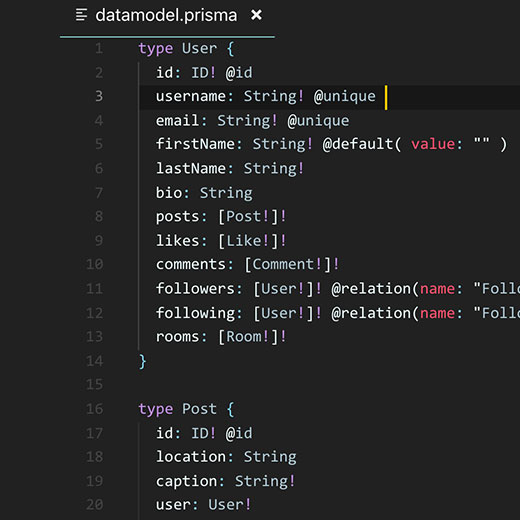 datamodel.prisma ×
1 type User {
2 id: ID! @id
3 username: String! @unique
4 email: String! @unique
5 firstName: String! @default( value: "" )
6 lastName: String!
7 bio: String
8 posts: [Post!]!
9 likes: [Like!]!
10 comments: [Comment!]!
11 followers: [User!]! @relation(name: "Follo
12 following: [User!]! @relation(name: "Follo
13 rooms: [Room!]!
14 }
15
16 type Post {
17 id: ID! @id
18 location: String
19 caption: String!
20 user: User!